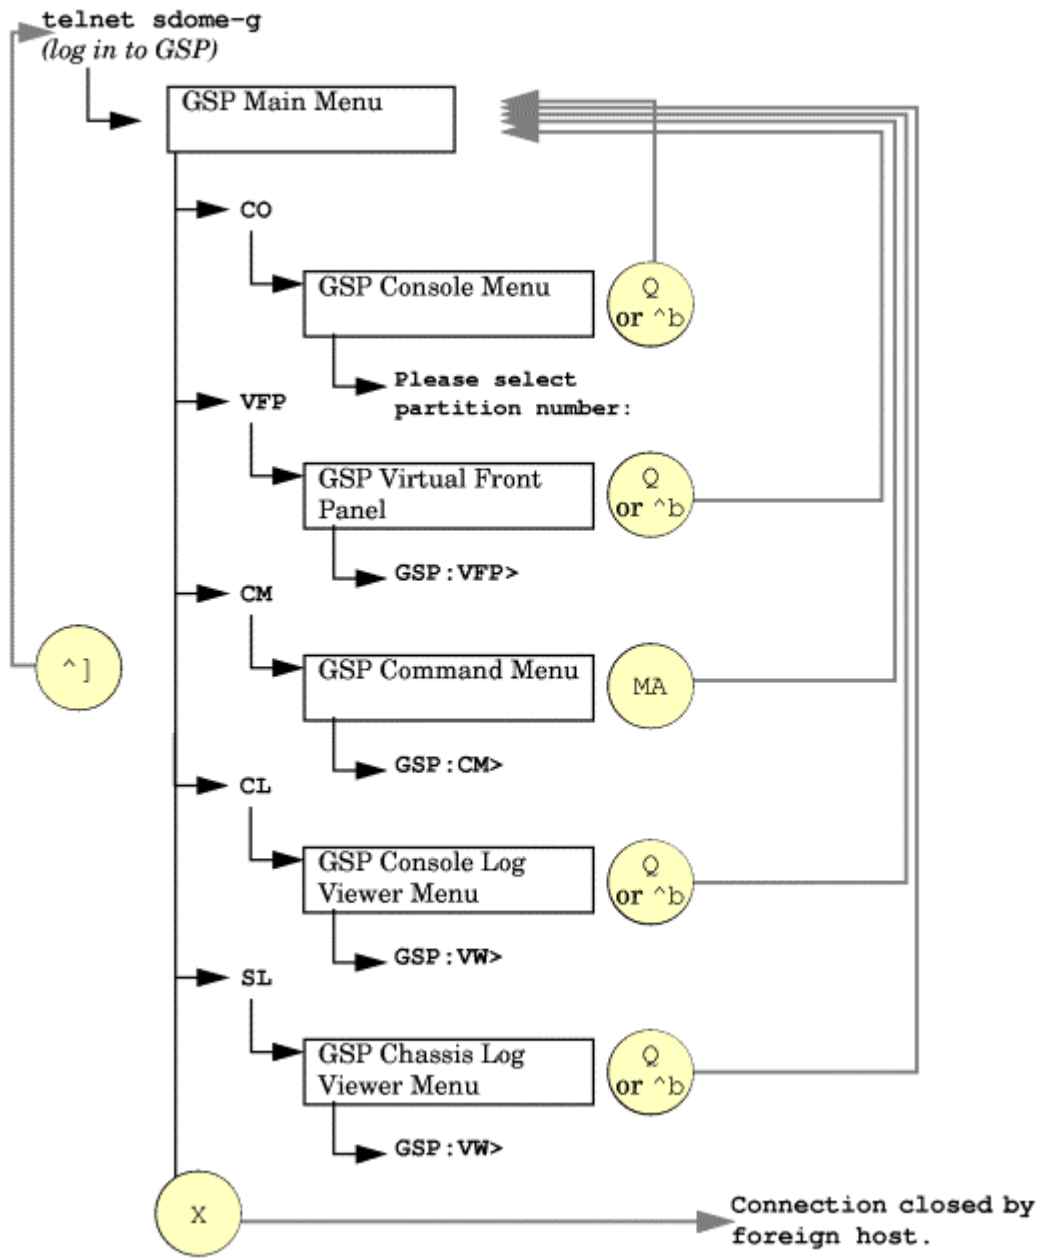 telnet sdome-g
(log in to GSP)
GSP Main Menu
CO
GSP Console Menu
Q
or ^b
Please select
partition number:
VFP
GSP Virtual Front
Panel
Q
or ^b
GSP:VFP>
CM
^]
GSP Command Menu
MA
GSP:CM>
CL
GSP Console Log
Viewer Menu
Q
or ^b
GSP:VW>
SL
GSP Chassis Log
Viewer Menu
Q
or ^b
GSP:VW>
X
Connection closed by
foreign host.